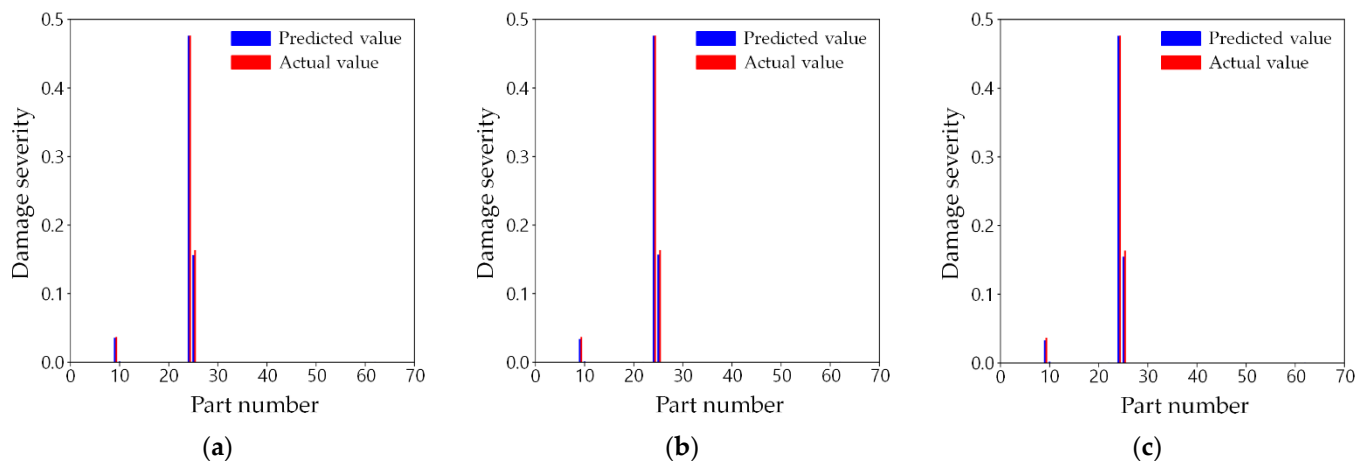 0.5
0.4
0.3
0.2
0.1
0.0
Damage severity
Predicted value
Actual value
0 10 20 30 40 50 60 70
Part number
(a)
0.5
0.4
0.3
0.2
0.1
0.0
Damage severity
Predicted value
Actual value
0 10 20 30 40 50 60 70
Part number
(b)
0.5
0.4
0.3
0.2
0.1
0.0
Damage severity
Predicted value
Actual value
0 10 20 30 40 50 60 70
Part number
(c)